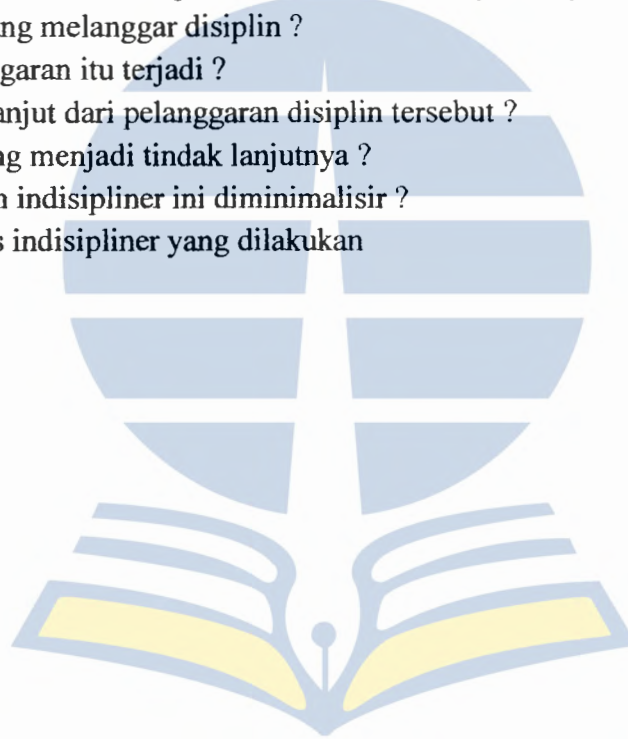 ng melanggar disiplin ?
garan itu terjadi ?
anjut dari pelanggaran disiplin tersebut ?
ng menjadi tindak lanjutnya ?
n indisipliner ini diminimalisir ?
s indisipliner yang dilakukan